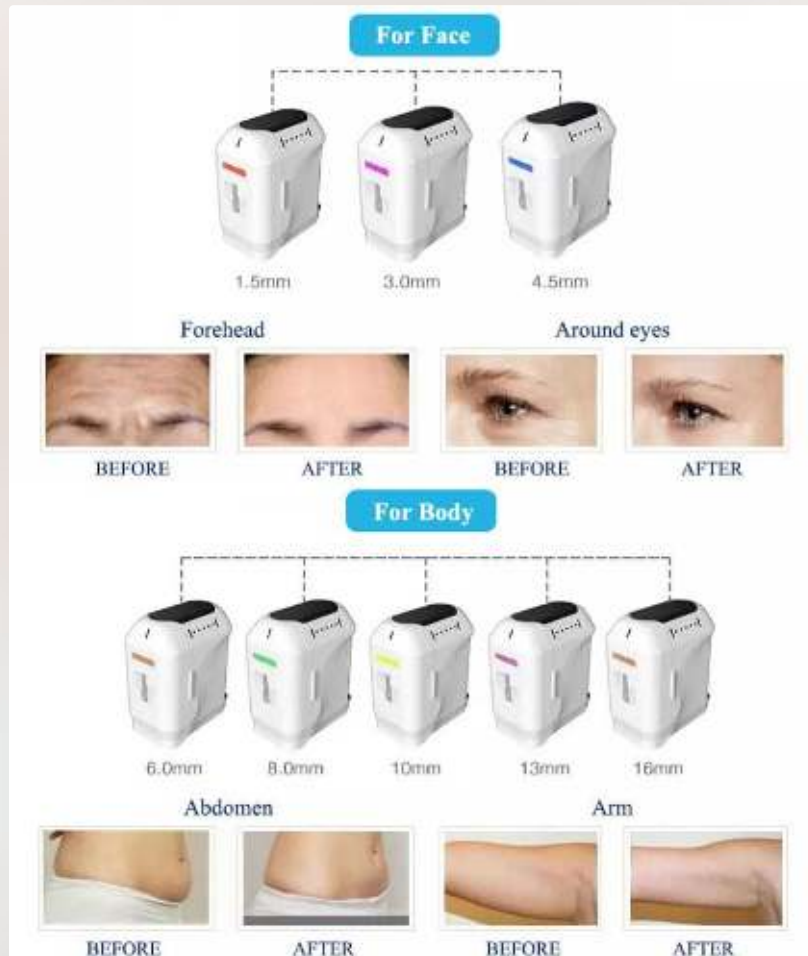 For Face
1.5mm 3.0mm 4.5mm
Forehead Around eyes
BEFORE AFTER BEFORE AFTER
For Body
6.0mm 8.0mm 10mm 13mm 16mm
Abdomen Arm
BEFORE AFTER BEFORE AFTER